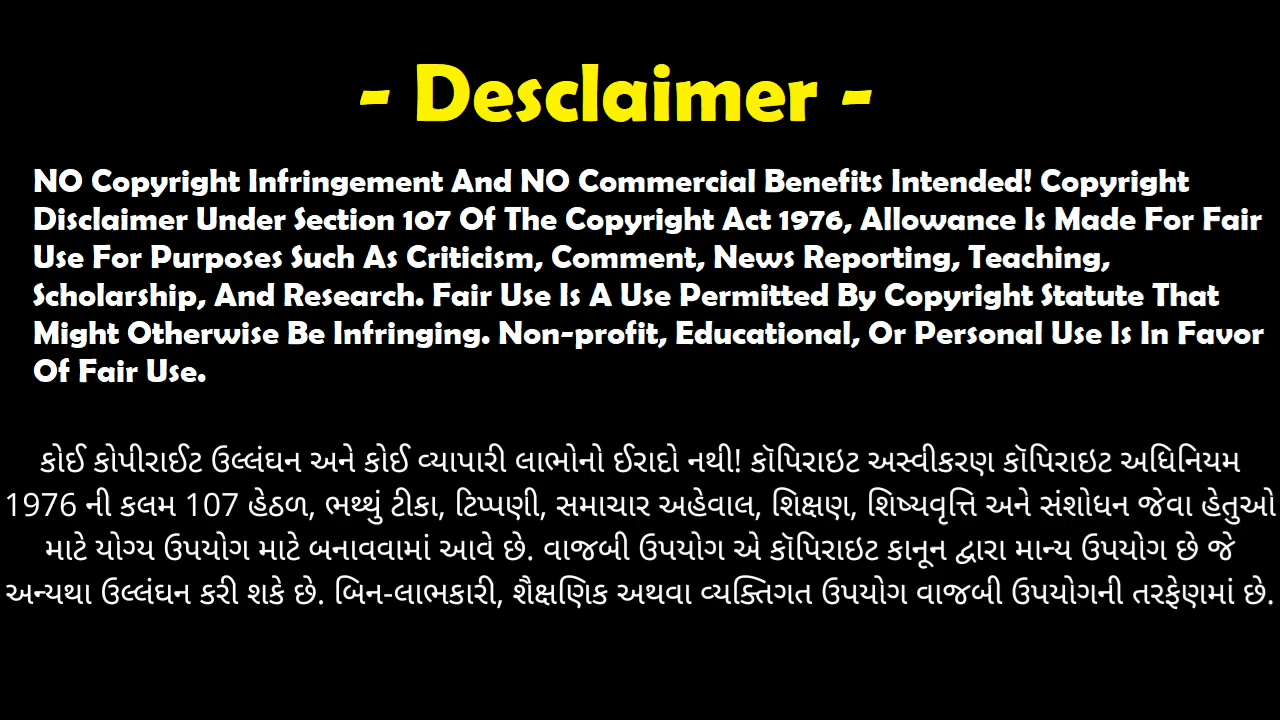 - Desclaimer -
NO Copyright Infringement And NO Commercial Benefits Intended! Copyright
Disclaimer Under Section 107 Of The Copyright Act 1976, Allowance Is Made For Fair
Use For Purposes Such As Criticism, Comment, News Reporting, Teaching,
Scholarship, And Research. Fair Use Is A Use Permitted By Copyright Statute That
Might Otherwise Be Infringing. Non-profit, Educational, Or Personal Use Is In Favor
Of Fair Use.
કોઈ કોપીરાઈટ ઉલ્લંઘન અને કોઈ વ્યાપારી લાભોનો ઈરાદો નથી! કૉપિરાઇટ અસ્વીકરણ કૉપિરાઇટ અધિનિયમ
1976 ની કલમ 107 હેઠળ, ભથ્થું ટીકા, ટિપ્પણી, સમાચાર અહેવાલ, શિક્ષણ, શિષ્યવૃત્તિ અને સંશોધન જેવા હેતુઓ
માટે યોગ્ય ઉપયોગ માટે બનાવવામાં આવે છે. વાજબી ઉપયોગ એ કૉપિરાઇટ કાનૂન દ્વારા માન્ય ઉપયોગ છે જે
અન્યથા ઉલ્લંઘન કરી શકે છે. બિન-લાભકારી, શૈક્ષણિક અથવા વ્યક્તિગત ઉપયોગ વાજબી ઉપયોગની તરફેણમાં છે.